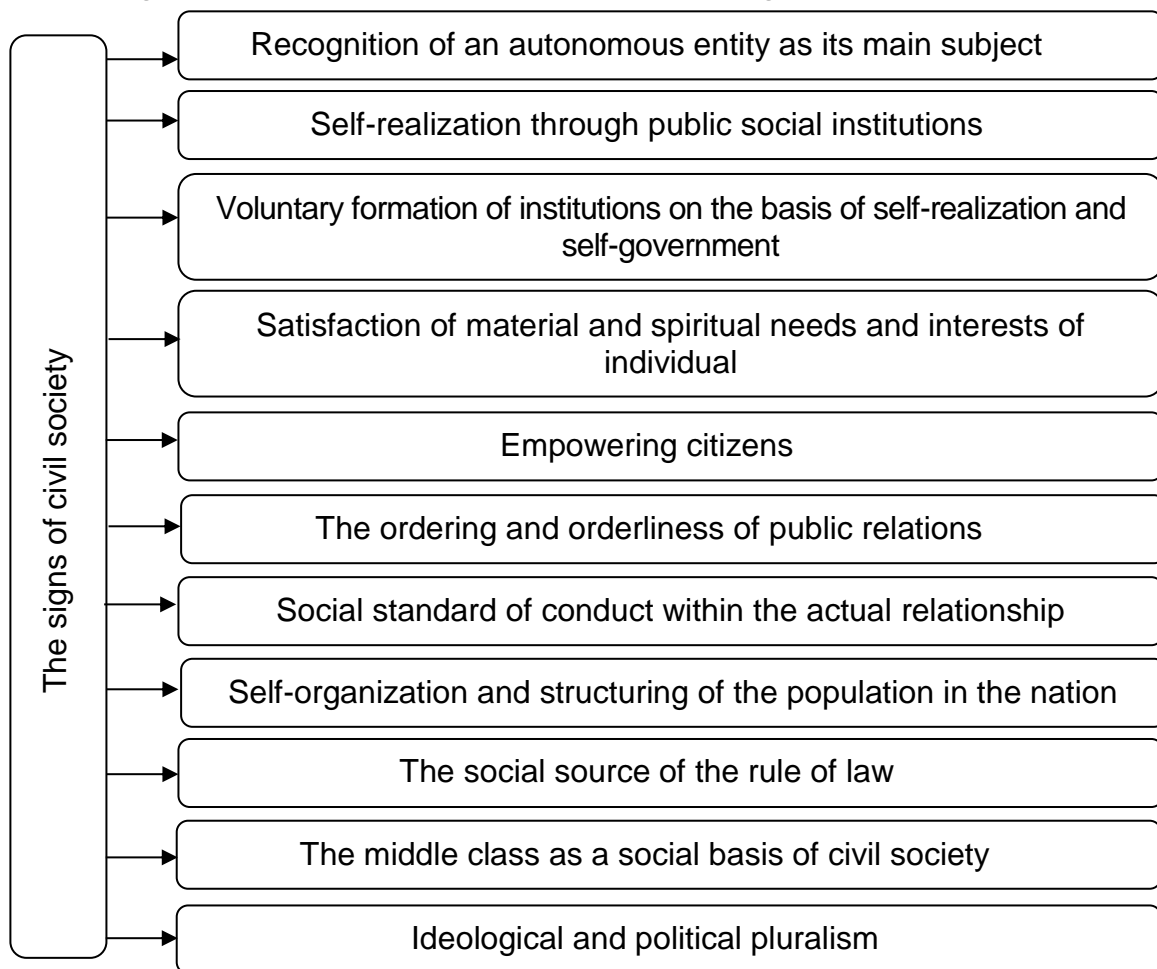 The signs of civil society
Recognition of an autonomous entity as its main subject
Self-realization through public social institutions
Voluntary formation of institutions on the basis of self-realization and
self-government
Satisfaction of material and spiritual needs and interests of
individual
Empowering citizens
The ordering and orderliness of public relations
Social standard of conduct within the actual relationship
Self-organization and structuring of the population in the nation
The social source of the rule of law
The middle class as a social basis of civil society
Ideological and political pluralism